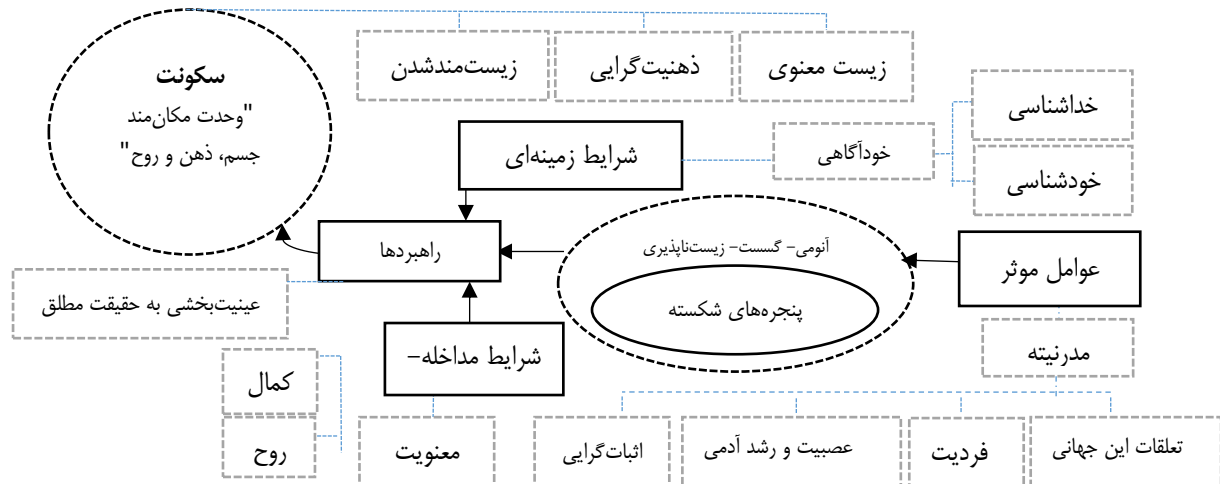 سکونت
"وحدت مکان‌مند
جسم، ذهن و روح"
زیست معنوی
ذهنیت‌گرایی
زیست‌مندشدن
خداشناسی
خودشناسی
خودآگاهی
شرایط زمینه‌ای
راهبردها
آنومی- گسست- زیست‌ناپذیری
پنجره‌های شکسته
عوامل موثر
عینیت‌بخشی به حقیقت مطلق
شرایط مداخله-
مدرنیته
کمال
روح
معنویت
اثبات‌گرایی
عصبیت و رشد آدمی
فردیت
تعلقات این جهانی